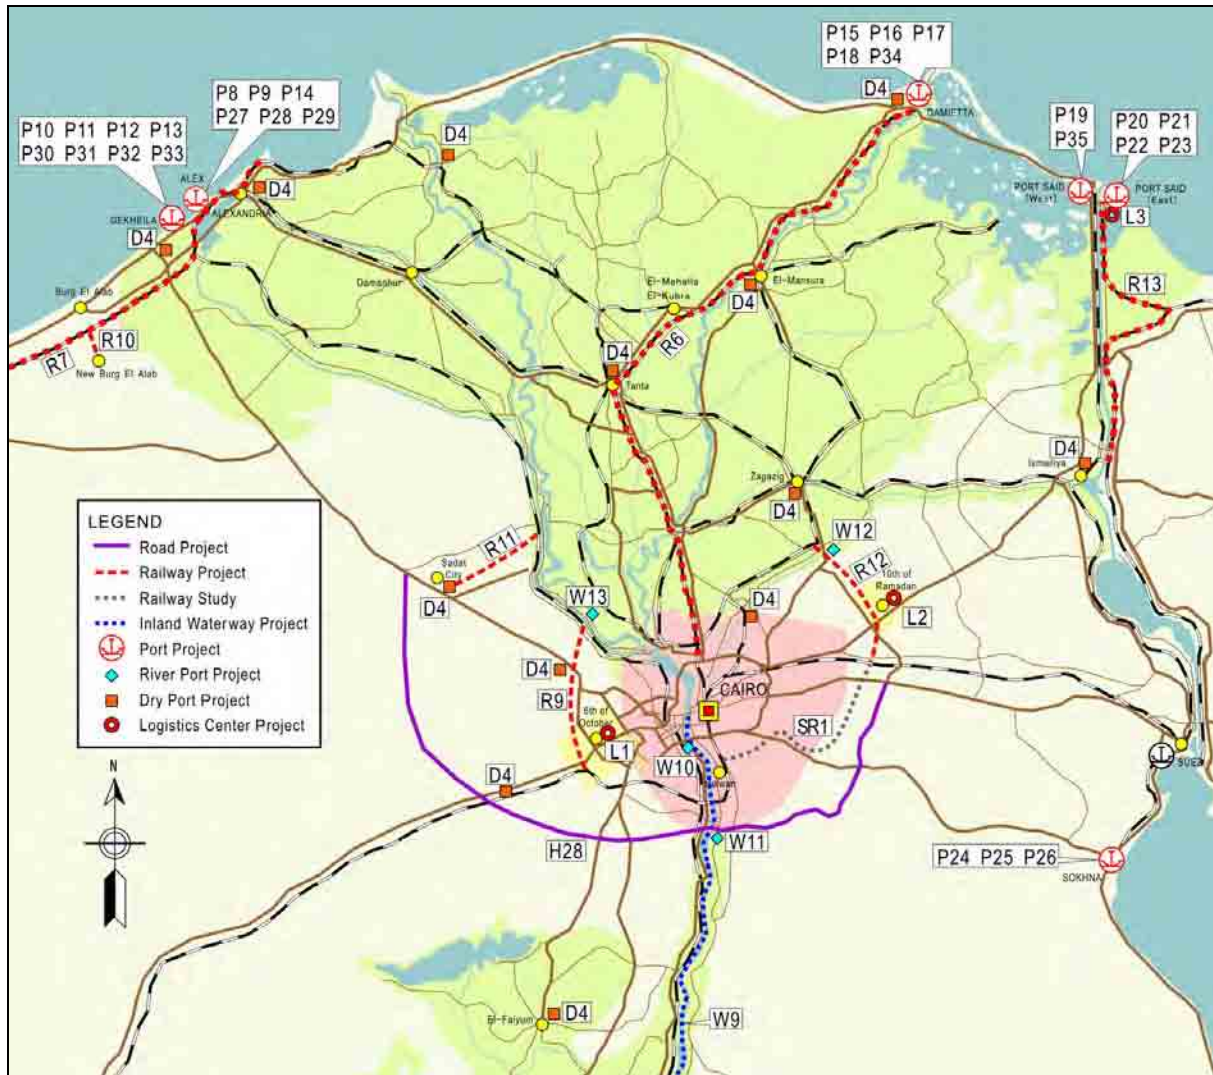 P15 P16 P17
P18 P34
D4
DAMIETTA
P8 P9 P14
P27 P28 P29
P10 P11 P12 P13
P30 P31 P32 P33
P19
P35
P20 P21
P22 P23
D4
ALEX
D4
ALEXANDRIA
DEKHEILA
D4
PORT SAID
(West)
PORT SAID
(East)
L3
Burg El Alab
Damanhur
El-Mahalla
El-Kubra
El-Mansura
D4
R13
R6
R10
R7
New Burg El Alab
D4
Tanta
Zagazig
D4
D4
Ismailiya
LEGEND
Road Project
Railway Project
Railway Study
Inland Waterway Project
Port Project
River Port Project
Dry Port Project
Logistics Center Project
N
R11
Sadat
City
D4
W12
R12
10th of
Ramadan
L2
W13
D4
D4
R9
CAIRO
6th of
October
L1
SR1
W10
SUEZ
D4
H28
W11
P24 P25 P26
SOKHNA
El-Faiyum
D4
W9